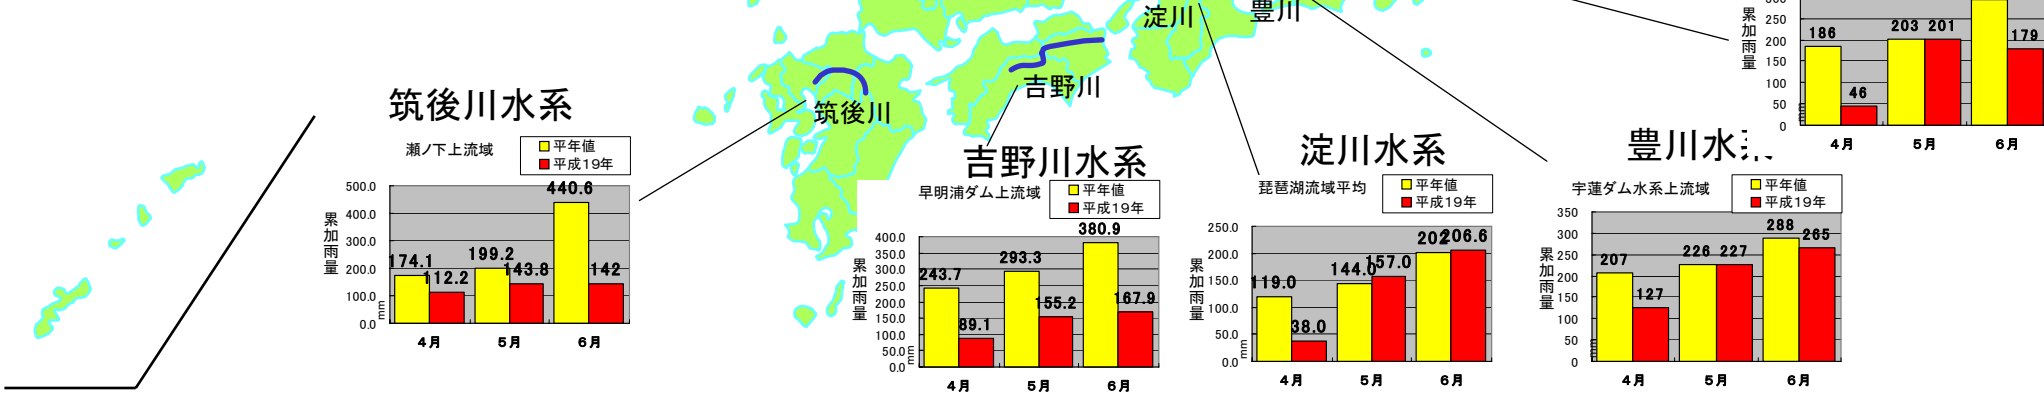 淀川
豊川
吉野川
筑後川
筑後川水系
瀬ノ下上流域
平年値
平成19年
累加雨量
mm
500.0
400.0
300.0
200.0
100.0
0.0
174.1
112.2
199.2
143.8
440.6
142
4月
5月
6月
吉野川水系
早明浦ダム上流域
平年値
平成19年
累加雨量
mm
400.0
350.0
300.0
250.0
200.0
150.0
100.0
50.0
0.0
243.7
89.1
293.3
155.2
380.9
167.9
4月
5月
6月
淀川水系
琵琶湖流域平均
平年値
平成19年
累加雨量
mm
250.0
200.0
150.0
100.0
50.0
0.0
119.0
38.0
144.0
157.0
202
206.6
4月
5月
6月
豊川水
宇蓮ダム水系上流域
平年値
平成19年
累加雨量
mm
350
300
250
200
150
100
50
0
207
127
226
227
288
265
4月
5月
6月
累加雨量
mm
250
200
150
100
50
0
186
46
203
201
179
4月
5月
6月